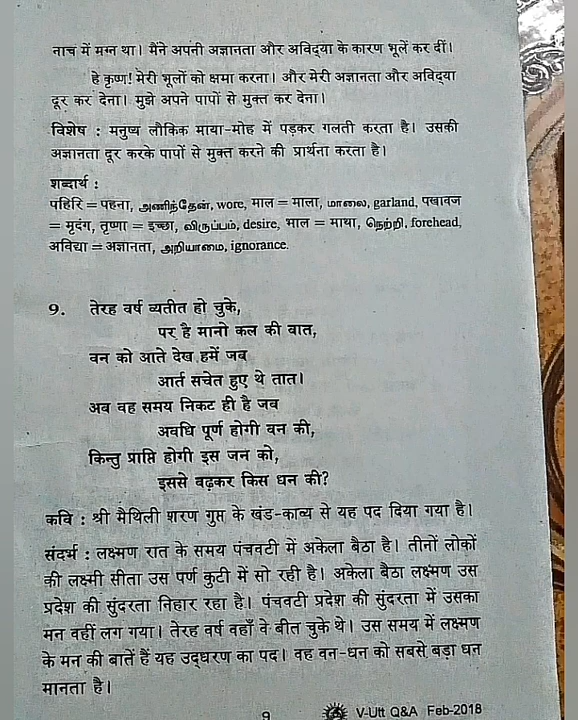 नाच में मग्न था। मैंने अपनी अज्ञानता और अविद्या के कारण भूलें कर दीं।
हे कृष्ण! मेरी भूलों को क्षमा करना। और मेरी अज्ञानता और अविद्या
दूर कर देना। मुझे अपने पापों से मुक्त कर देना।
विशेष : मनुष्य लौकिक माया-मोह में पड़कर गलती करता है। उसकी
अज्ञानता दूर करके पापों से मुक्त करने की प्रार्थना करता है।
शब्दार्थ :
पहिरि = पहना, அணிந்தேன், wore, माल = माला, மாலை, garland, पखावज
= मृदंग, तृष्णा = इच्छा, விருப்பம், desire, भाल = माथा, நெற்றி, forehead,
अविद्या = अज्ञानता, அறியாமை, ignorance.
9. तेरह वर्ष व्यतीत हो चुके,
पर है मानो कल की बात,
वन को आते देख हमें जब
आर्त सचेत हुए थे तात।
अब वह समय निकट ही है जब
अवधि पूर्ण होगी वन की,
किन्तु प्राप्ति होगी इस जन को,
इससे बढ़कर किस धन की?
कवि : श्री मैथिली शरण गुप्त के खंड-काव्य से यह पद दिया गया है।
संदर्भ : लक्ष्मण रात के समय पंचवटी में अकेला बैठा है। तीनों लोकों
की लक्ष्मी सीता उस पर्ण कुटी में सो रही है। अकेला बैठा लक्ष्मण उस
प्रदेश की सुंदरता निहार रहा है। पंचवटी प्रदेश की सुंदरता में उसका
मन वहीं लग गया। तेरह वर्ष वहाँ वे बीत चुके थे। उस समय में लक्ष्मण
के मन की बातें हैं यह उद्धरण का पद। वह वन-धन को सबसे बड़ा धन
मानता है।
9 V-Utt Q&A Feb-2018